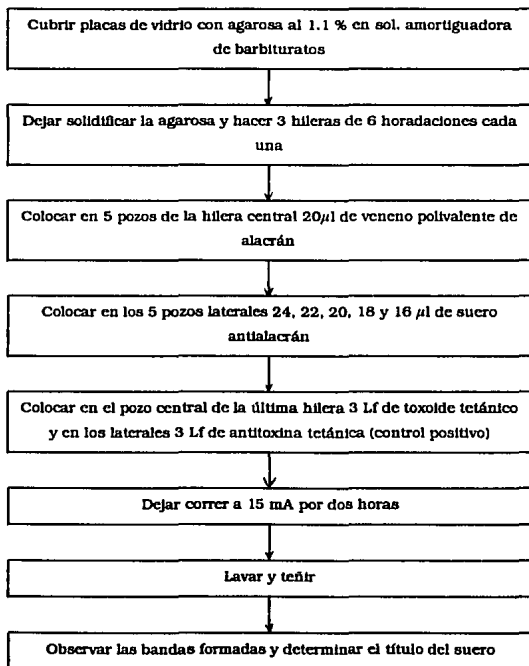 Cubrir placas de vidrio con agarosa al 1.1 % en sol. amortiguadora
de barbituratos
Dejar solidificar la agarosa y hacer 3 hileras de 6 horadaciones cada
una
Colocar en 5 pozos de la hilera central 20μl de veneno polivalente de
alacrán
Colocar en los 5 pozos laterales 24, 22, 20, 18 y 16 μl de suero
antialacrán
Colocar en el pozo central de la última hilera 3 Lf de toxoide tetánico
y en los laterales 3 Lf de antitoxina tetánica (control positivo)
Dejar correr a 15 mA por dos horas
Lavar y teñir
Observar las bandas formadas y determinar el título del suero